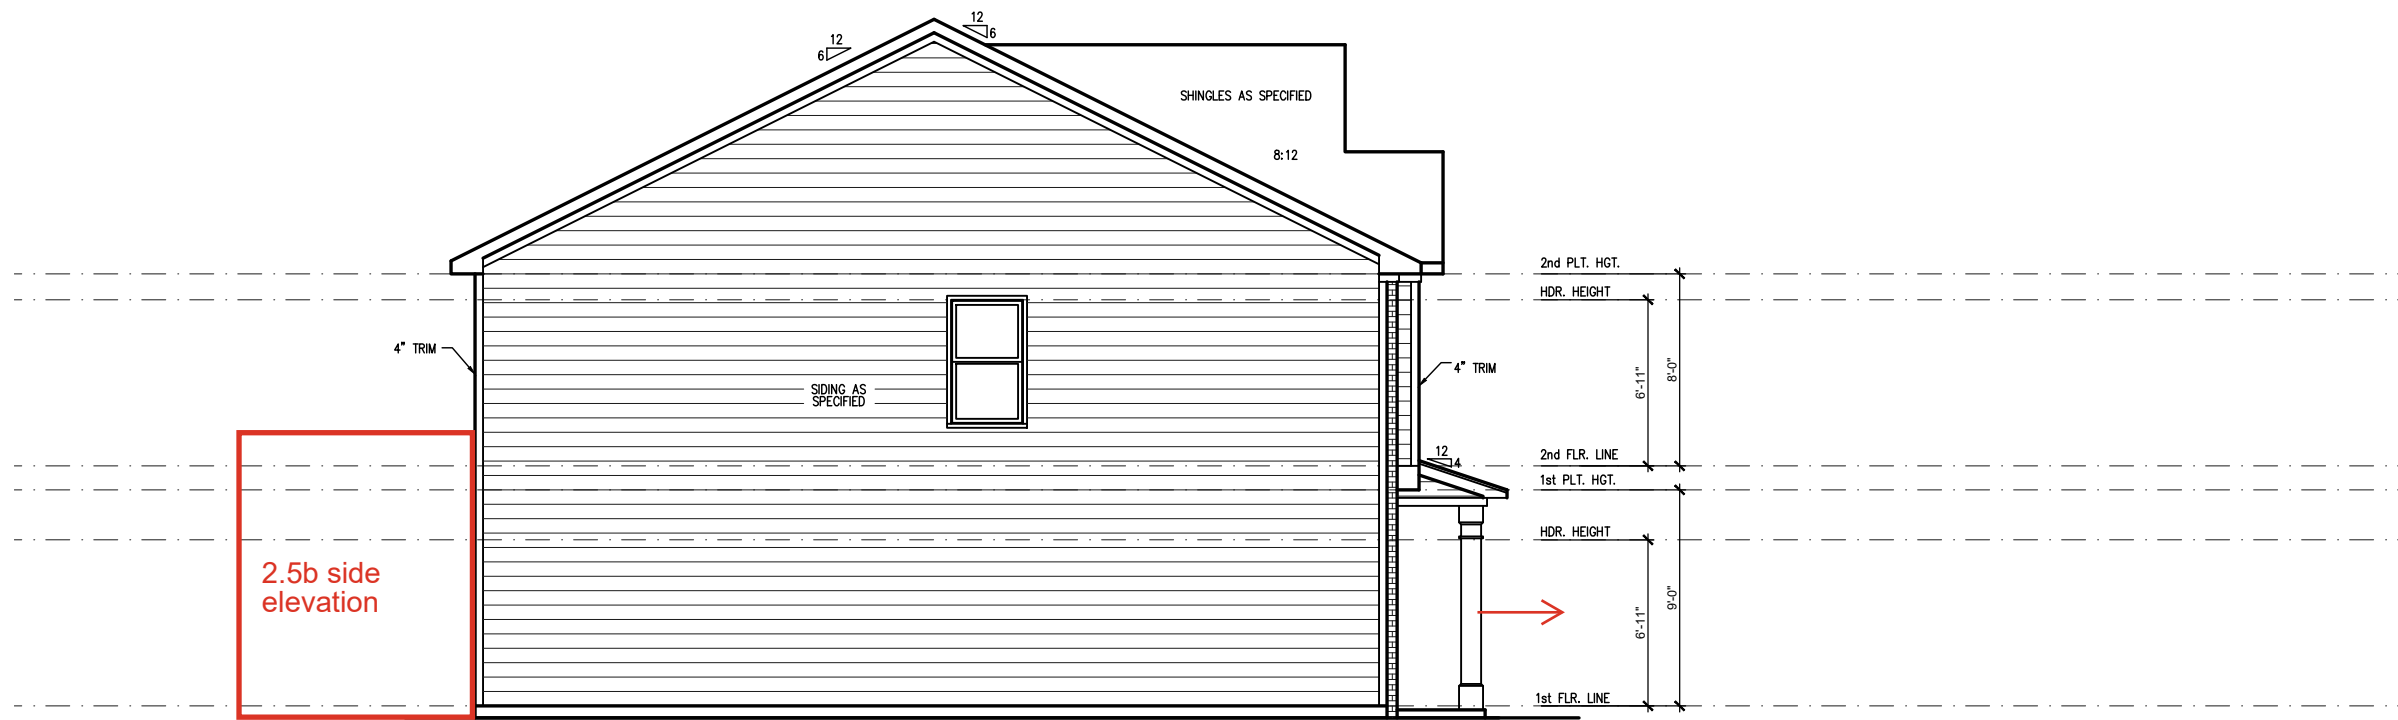 12
6
12
6
SHINGLES AS SPECIFIED
8:12
2nd PLT. HGT.
HDR. HEIGHT
4" TRIM
4" TRIM
6'-11"
8'-0"
SIDING AS
SPECIFIED
12
4
2nd FLR. LINE
1st PLT. HGT.
HDR. HEIGHT
2.5b side
elevation
6'-11"
9'-0"
1st FLR. LINE